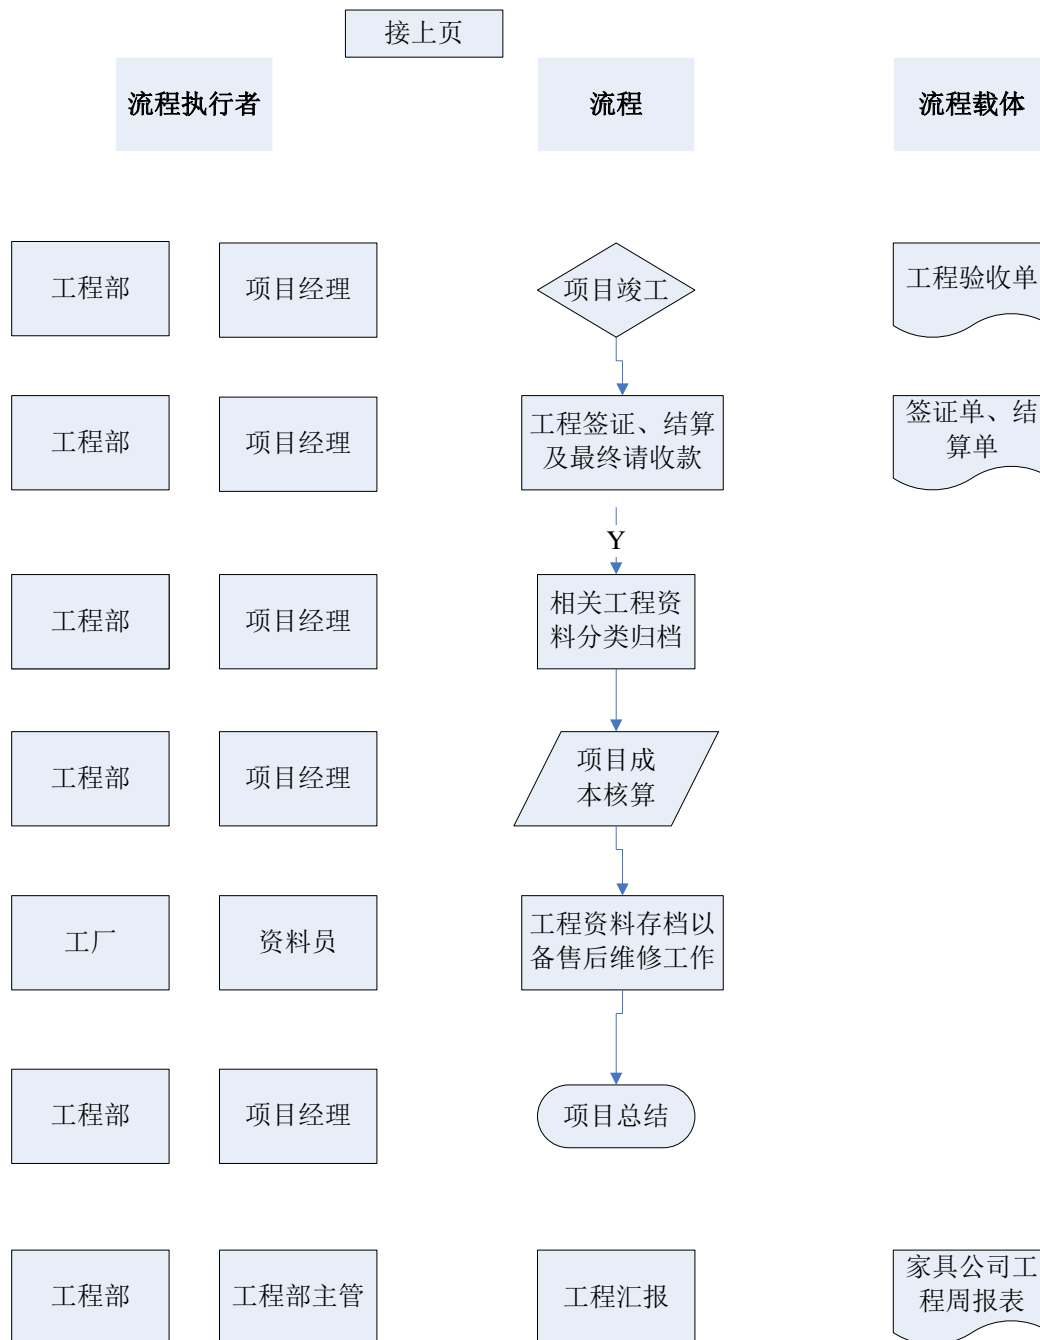 接上页
流程执行者
流程
流程载体
工程部
项目经理
项目竣工
工程验收单
工程部
项目经理
工程签证、结算
及最终请收款
签证单、结
算单
Y
工程部
项目经理
相关工程资
料分类归档
工程部
项目经理
项目成
本核算
工厂
资料员
工程资料存档以
备售后维修工作
工程部
项目经理
项目总结
工程部
工程部主管
工程汇报
家具公司工
程周报表